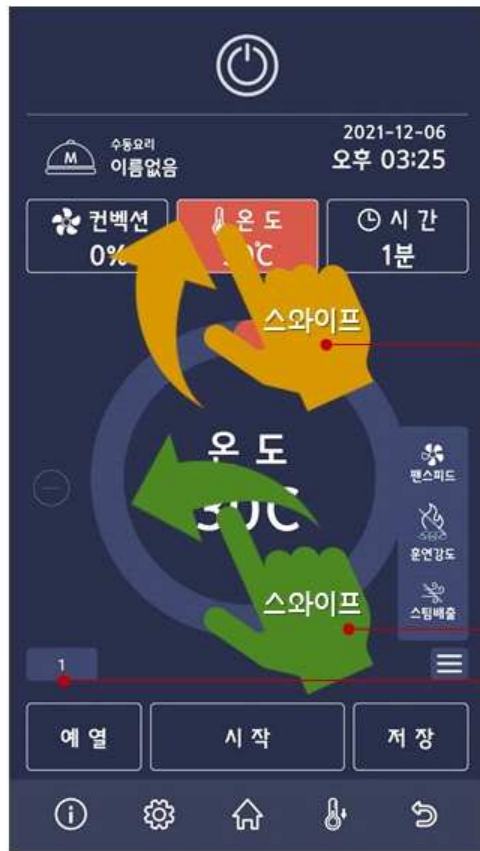 수동요리
이름없음
2021-12-06
오후 03:25
컨벡션
0%
온 도
시 간
1분
스와이프
온 도
30℃
팬스피드
훈연강도
스팀배출
스와이프
1
예 열
시 작
저 장
M